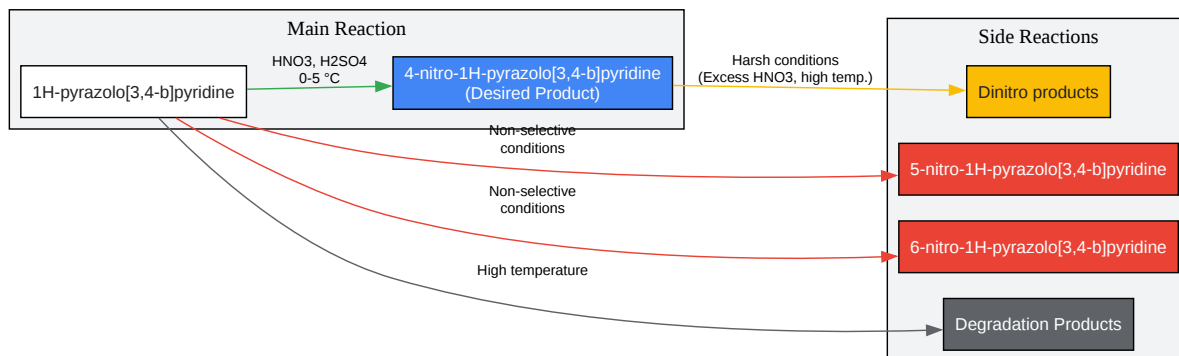 Main Reaction
1H-pyrazolo[3,4-b]pyridine
HNO3, H2SO4
0-5 °C
4-nitro-1H-pyrazolo[3,4-b]pyridine
(Desired Product)
Harsh conditions
(Excess HNO3, high temp.)
Side Reactions
Dinitro products
Non-selective
conditions
5-nitro-1H-pyrazolo[3,4-b]pyridine
Non-selective
conditions
6-nitro-1H-pyrazolo[3,4-b]pyridine
High temperature
Degradation Products